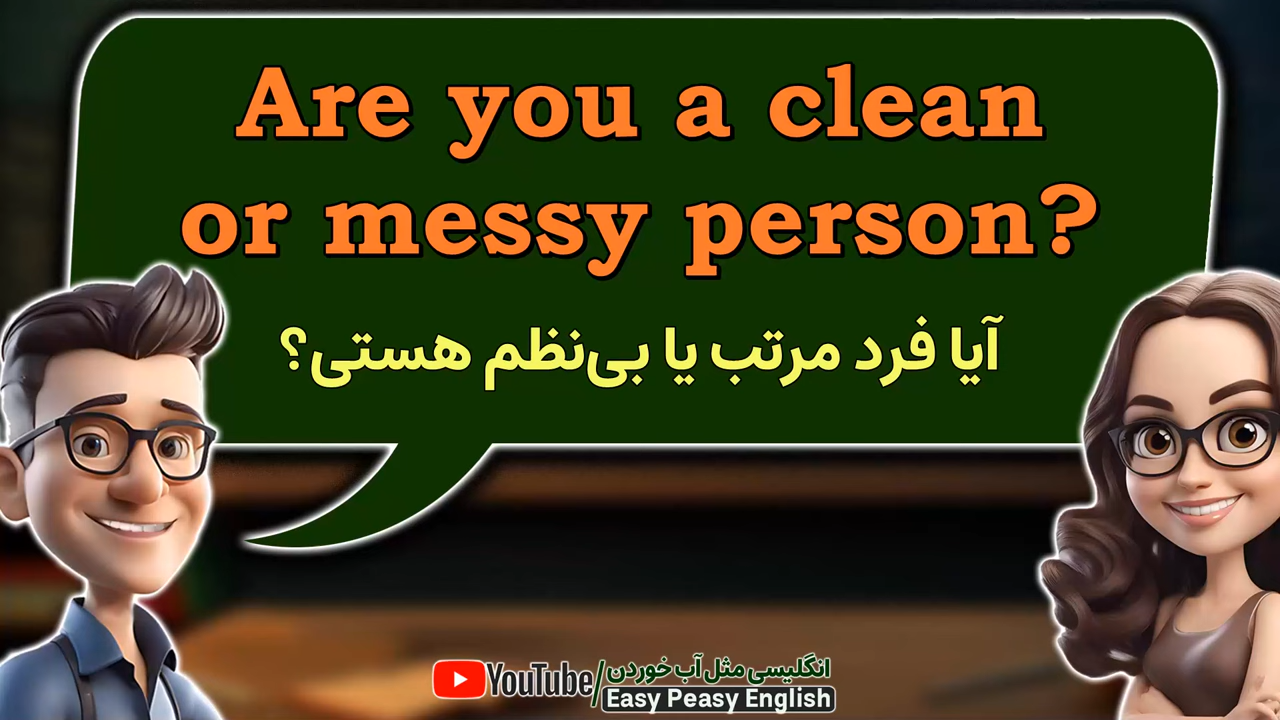 Are you a clean
or messy person?
آیا فرد مرتب یا بی‌نظم هستی؟
YouTube/انگلیسی مثل آب خوردن
Easy Peasy English